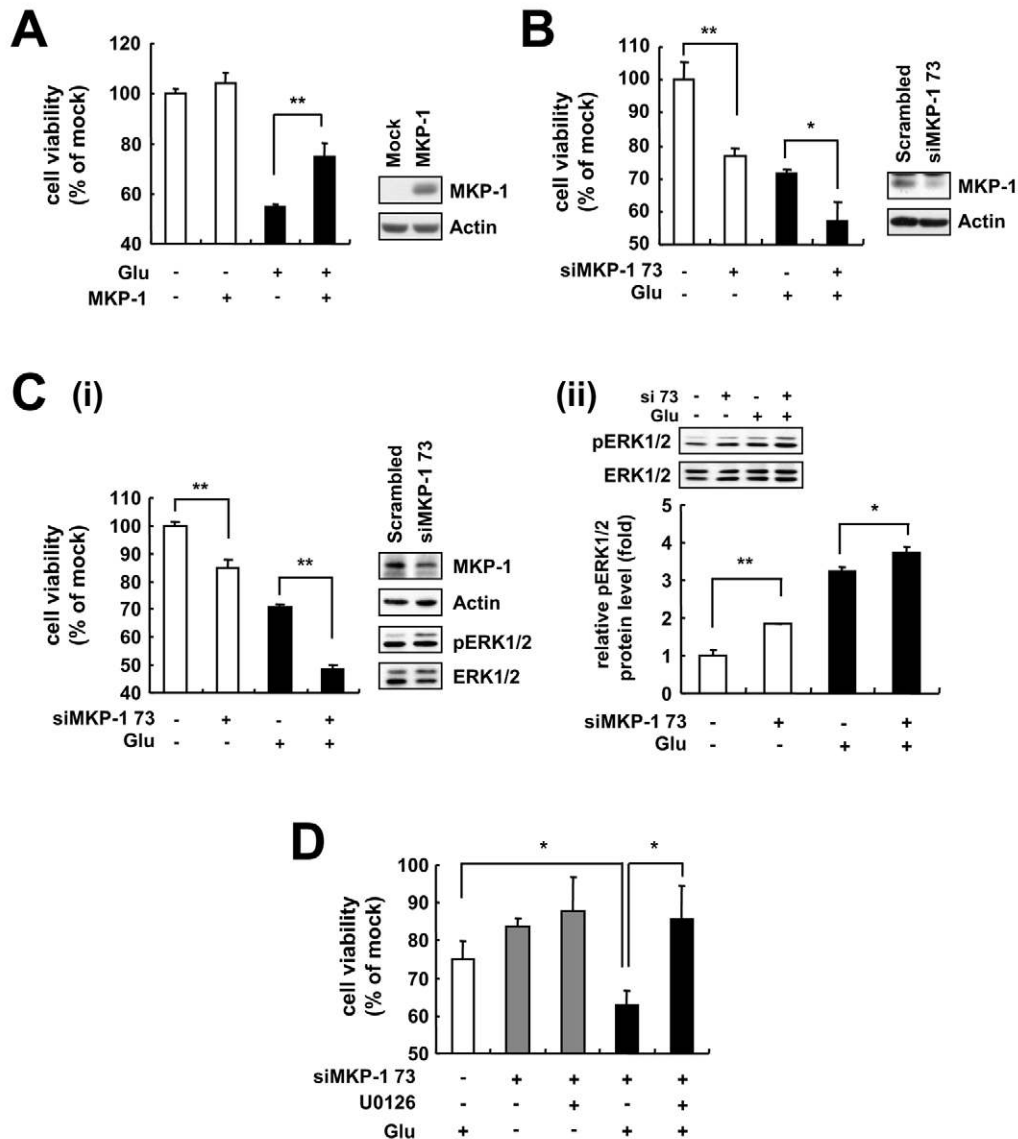 A
cell viability
(% of mock)
120
100
80
60
40
**
Glu - - + +
MKP-1 - + - +
Mock
MKP-1
MKP-1
Actin
B
cell viability
(% of mock)
110
100
90
80
70
60
50
**
*
siMKP-1 73 - + - +
Glu - - + +
Scrambled
siMKP-1 73
MKP-1
Actin
C (i)
cell viability
(% of mock)
110
100
90
80
70
60
50
40
**
**
siMKP-1 73 - + - +
Glu - - + +
Scrambled
siMKP-1 73
MKP-1
Actin
pERK1/2
ERK1/2
(ii)
si 73 - + - +
Glu - - + +
pERK1/2
ERK1/2
relative pERK1/2
protein level (fold)
5
4
3
2
1
0
**
*
siMKP-1 73 - + - +
Glu - - + +
D
cell viability
(% of mock)
100
90
80
70
60
50
*
*
siMKP-1 73 - + + + +
U0126 - - + - +
Glu + - - + +